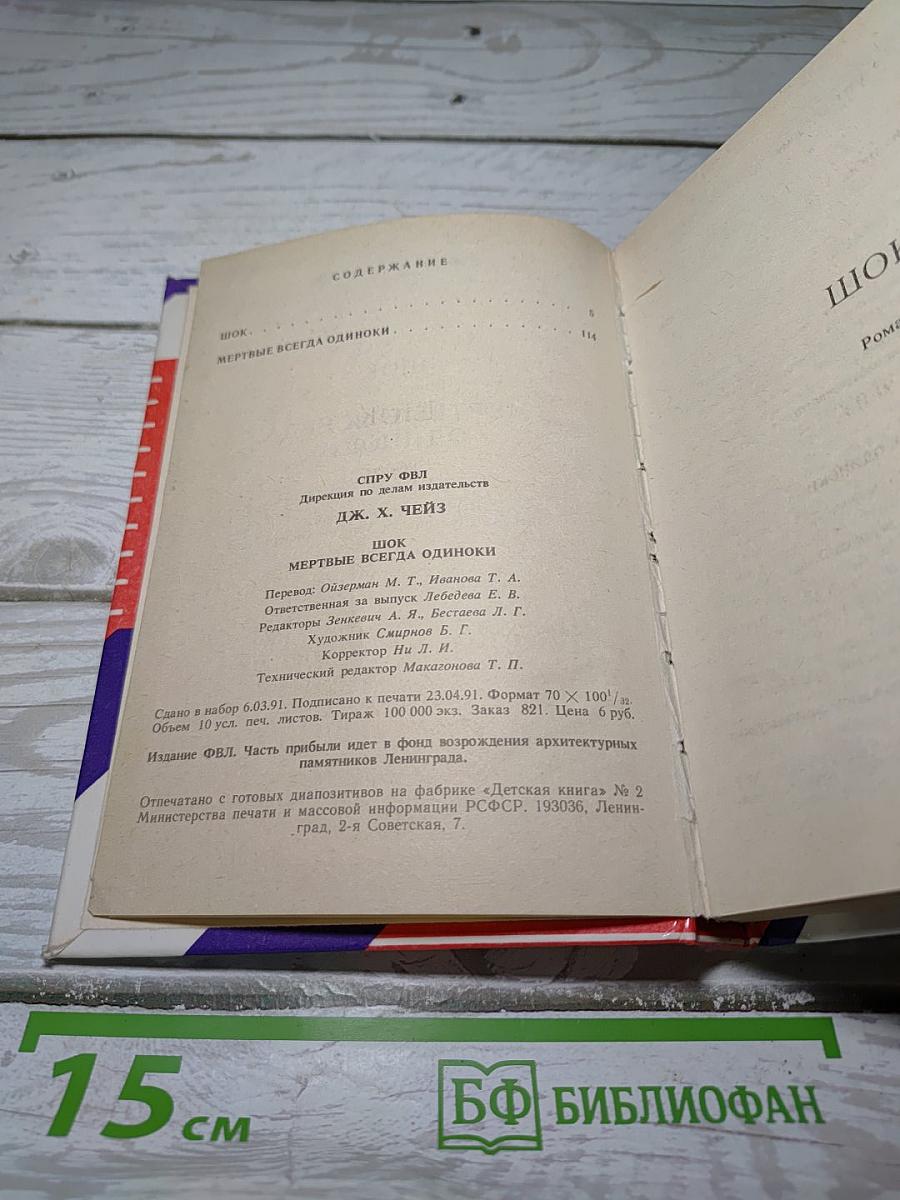 СОДЕРЖАНИЕ
ШОК . . . . . . . . . . . . . . . . . . 5
МЕРТВЫЕ ВСЕГДА ОДИНОКИ . . . . . . . . . . 114
СПРУ ФВЛ
Дирекция по делам издательств
ДЖ. Х. ЧЕЙЗ
ШОК
МЕРТВЫЕ ВСЕГДА ОДИНОКИ
Перевод: Ойзерман М. Т., Иванова Т. А.
Ответственная за выпуск Лебедева Е. В.
Редакторы Зенкевич А. Я., Бестаева Л. Г.
Художник Смирнов Б. Г.
Корректор Ни Л. И.
Технический редактор Макагонова Т. П.
Сдано в набор 6.03.91. Подписано к печати 23.04.91. Формат 70 × 100¹/₃₂.
Объем 10 усл. печ. листов. Тираж 100 000 экз. Заказ 821. Цена 6 руб.
Издание ФВЛ. Часть прибыли идет в фонд возрождения архитектурных
памятников Ленинграда.
Отпечатано с готовых диапозитивов на фабрике «Детская книга» № 2
Министерства печати и массовой информации РСФСР. 193036, Ленин-
град, 2-я Советская, 7.
ШО
Рома
15 см
БФ БИБЛИОФАН